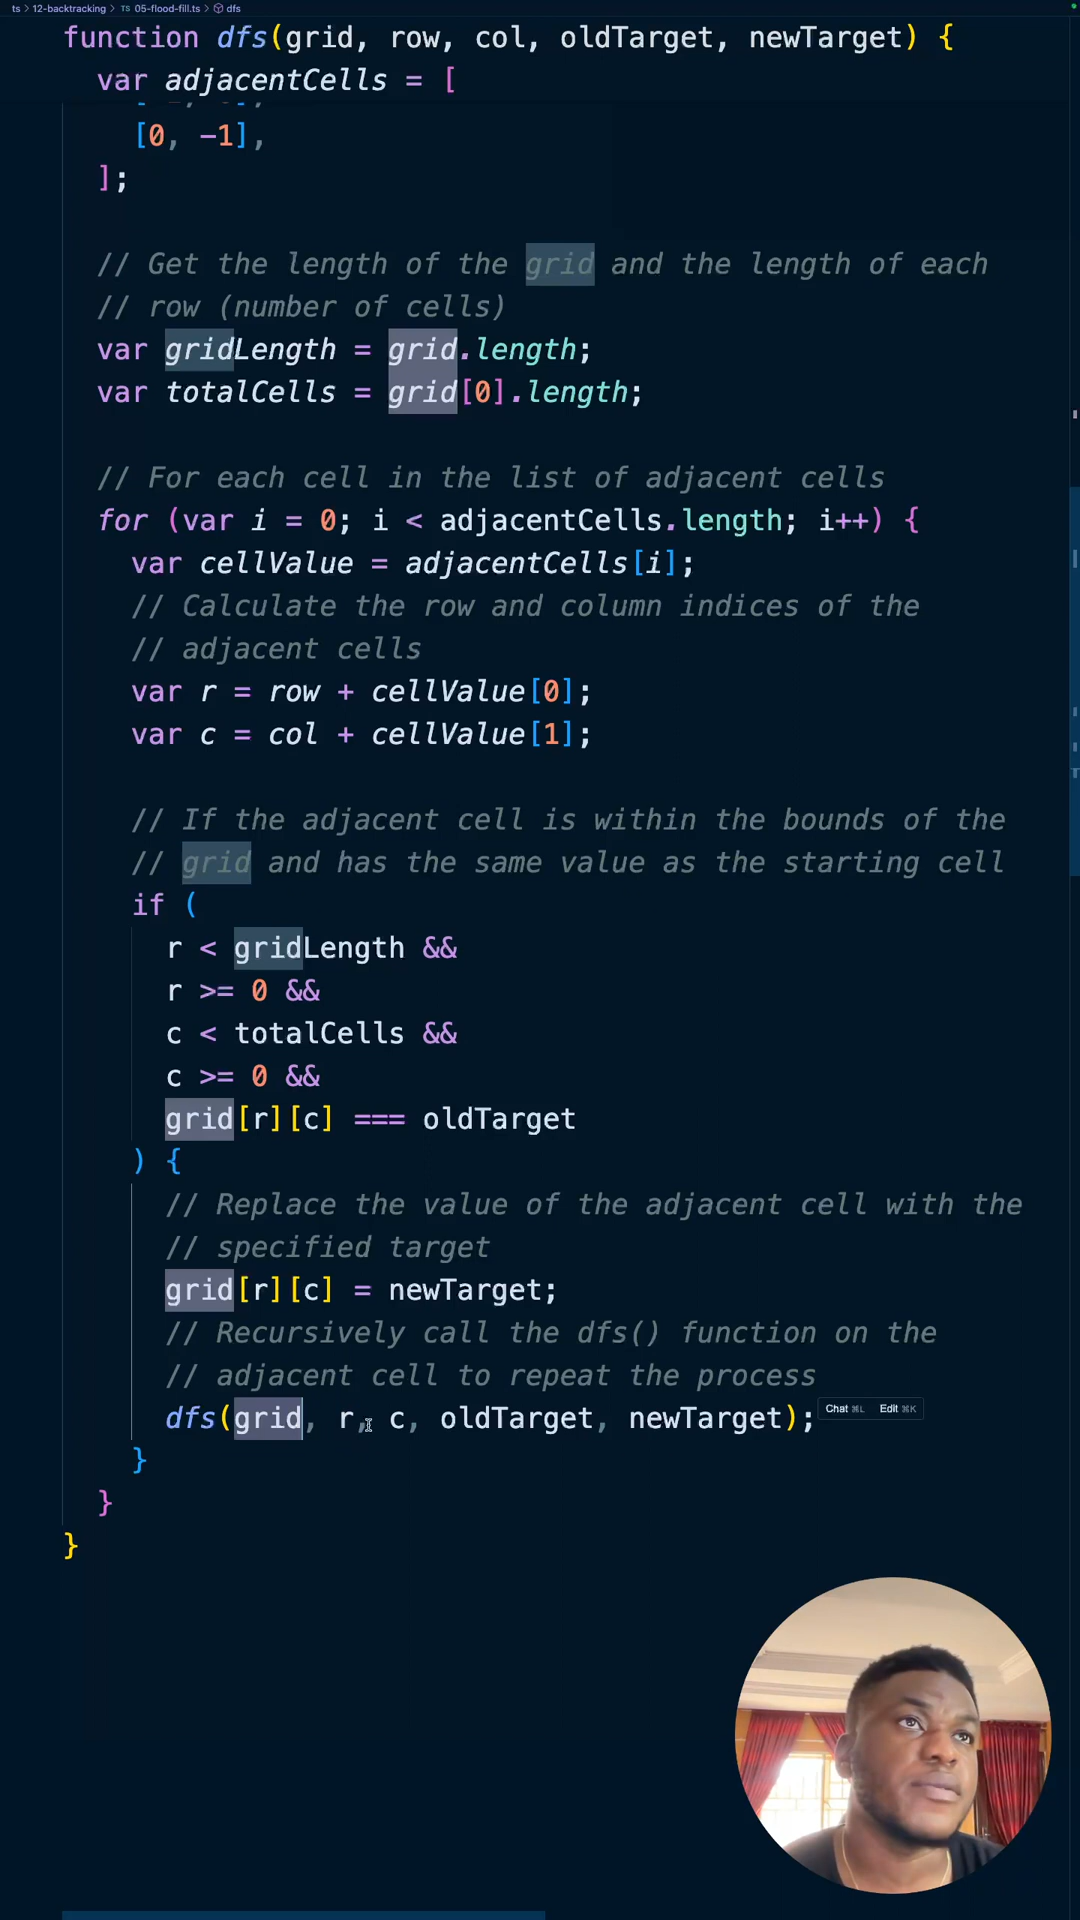 ts > 12-backtracking > TS 05-flood-fill.ts > dfs
function dfs(grid, row, col, oldTarget, newTarget) {
var adjacentCells = [
[0, -1],
];
// Get the length of the grid and the length of each
// row (number of cells)
var gridLength = grid.length;
var totalCells = grid[0].length;
// For each cell in the list of adjacent cells
for (var i = 0; i < adjacentCells.length; i++) {
var cellValue = adjacentCells[i];
// Calculate the row and column indices of the
// adjacent cells
var r = row + cellValue[0];
var c = col + cellValue[1];
// If the adjacent cell is within the bounds of the
// grid and has the same value as the starting cell
if (
r < gridLength &&
r >= 0 &&
c < totalCells &&
c >= 0 &&
grid[r][c] === oldTarget
) {
// Replace the value of the adjacent cell with the
// specified target
grid[r][c] = newTarget;
// Recursively call the dfs() function on the
// adjacent cell to repeat the process
dfs(grid, r, c, oldTarget, newTarget); Chat ⌘L Edit ⌘K
}
}
}